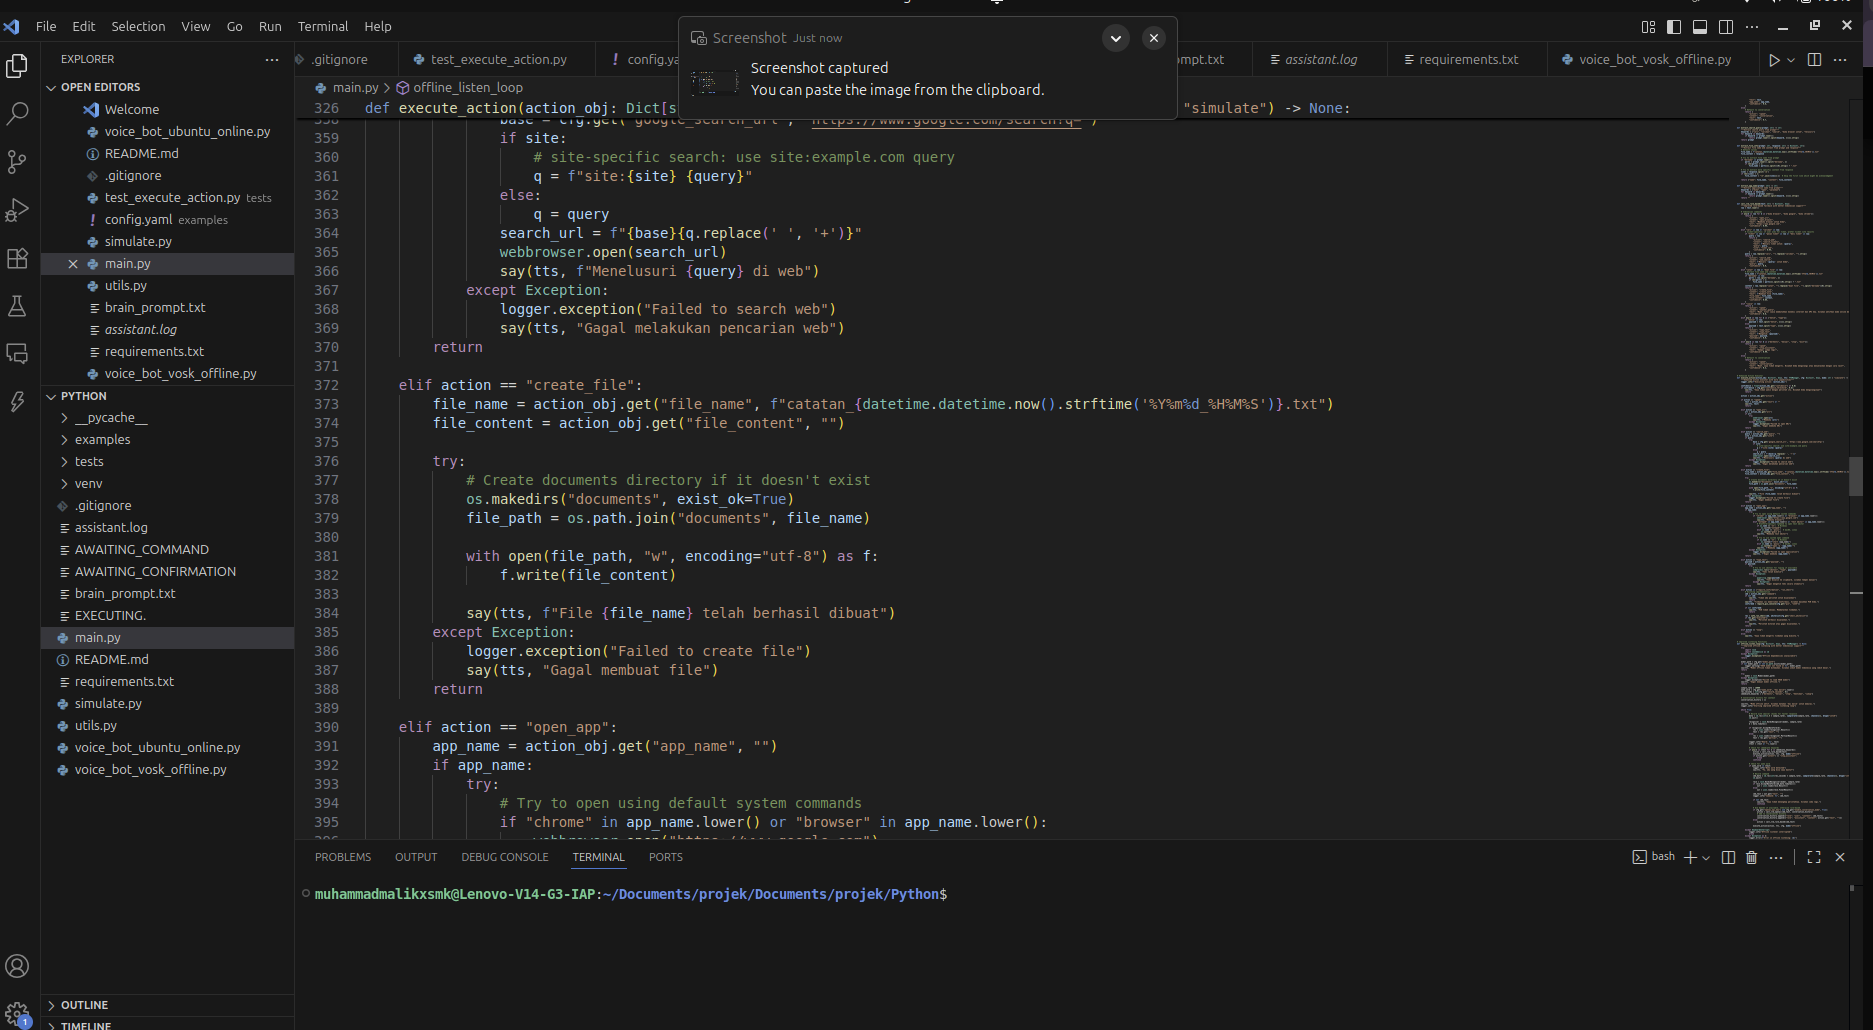 File Edit Selection View Go Run Terminal Help
Screenshot Just now
Screenshot captured
You can paste the image from the clipboard.
EXPLORER
OPEN EDITORS
Welcome
voice_bot_ubuntu_online.py
README.md
.gitignore
test_execute_action.py tests
config.yaml examples
simulate.py
main.py
utils.py
brain_prompt.txt
assistant.log
requirements.txt
voice_bot_vosk_offline.py
PYTHON
__pycache__
examples
tests
venv
.gitignore
assistant.log
AWAITING_COMMAND
AWAITING_CONFIRMATION
brain_prompt.txt
EXECUTING.
main.py
README.md
requirements.txt
simulate.py
utils.py
voice_bot_ubuntu_online.py
voice_bot_vosk_offline.py
OUTLINE
TIMELINE
1
.gitignore test_execute_action.py config.ya mpt.txt assistant.log requirements.txt voice_bot_vosk_offline.py
main.py > offline_listen_loop
326 def execute_action(action_obj: Dict[s "simulate") -> None:
358 base = cfg.get("google_search_url", "https://www.google.com/search?q=")
359 if site:
360 # site-specific search: use site:example.com query
361 q = f"site:{site} {query}"
362 else:
363 q = query
364 search_url = f"{base}{q.replace(' ', '+')}"
365 webbrowser.open(search_url)
366 say(tts, f"Menelusuri {query} di web")
367 except Exception:
368 logger.exception("Failed to search web")
369 say(tts, "Gagal melakukan pencarian web")
370 return
371
372 elif action == "create_file":
373 file_name = action_obj.get("file_name", f"catatan_{datetime.datetime.now().strftime('%Y%m%d_%H%M%S')}.txt")
374 file_content = action_obj.get("file_content", "")
375
376 try:
377 # Create documents directory if it doesn't exist
378 os.makedirs("documents", exist_ok=True)
379 file_path = os.path.join("documents", file_name)
380
381 with open(file_path, "w", encoding="utf-8") as f:
382 f.write(file_content)
383
384 say(tts, f"File {file_name} telah berhasil dibuat")
385 except Exception:
386 logger.exception("Failed to create file")
387 say(tts, "Gagal membuat file")
388 return
389
390 elif action == "open_app":
391 app_name = action_obj.get("app_name", "")
392 if app_name:
393 try:
394 # Try to open using default system commands
395 if "chrome" in app_name.lower() or "browser" in app_name.lower():
396 webbrowser.open("https://www.google.com")
PROBLEMS OUTPUT DEBUG CONSOLE TERMINAL PORTS
bash
muhammadmalikxsmk@Lenovo-V14-G3-IAP:~/Documents/projek/Documents/projek/Python$